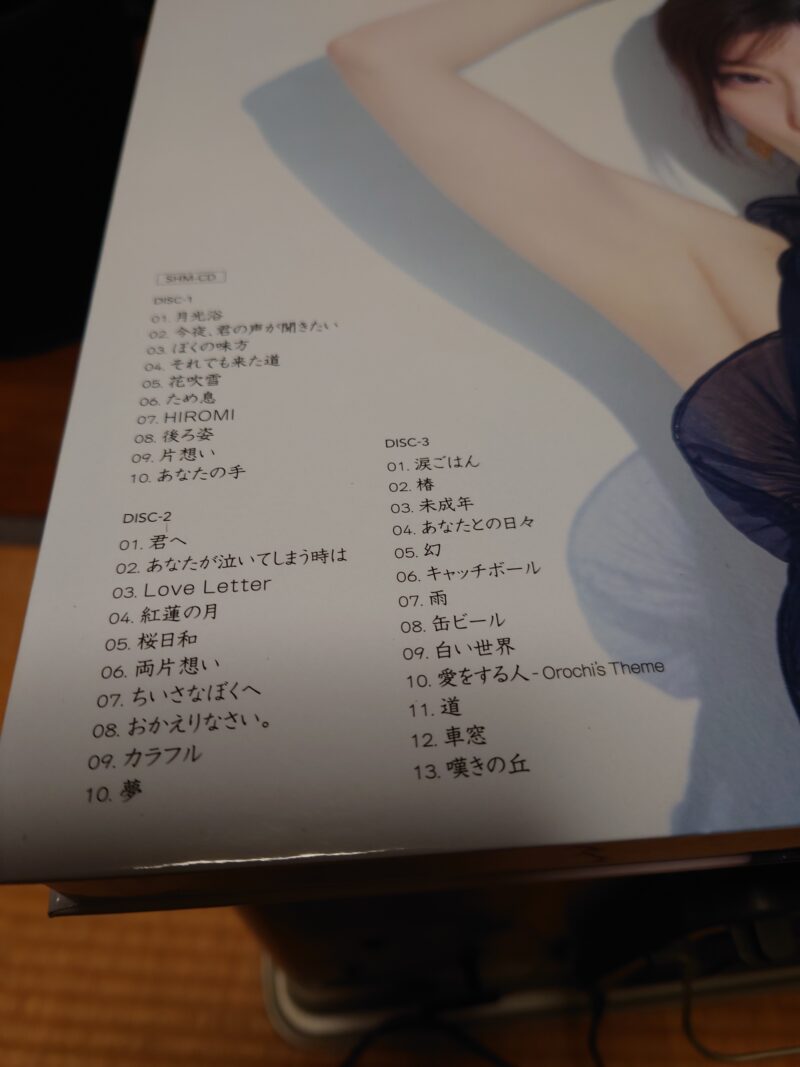 SHM-CD
DISC-1
01. 月光浴
02. 今夜、君の声が聞きたい
03. ぼくの味方
04. それでも来た道
05. 花吹雪
06. ため息
07. HIROMI
08. 後ろ姿
09. 片想い
10. あなたの手
DISC-2
01. 君へ
02. あなたが泣いてしまう時は
03. Love Letter
04. 紅蓮の月
05. 桜日和
06. 両片想い
07. ちいさなぼくへ
08. おかえりなさい。
09. カラフル
10. 夢
DISC-3
01. 涙ごはん
02. 椿
03. 未成年
04. あなたとの日々
05. 幻
06. キャッチボール
07. 雨
08. 缶ビール
09. 白い世界
10. 愛をする人 - Orochi's Theme
11. 道
12. 車窓
13. 嘆きの丘